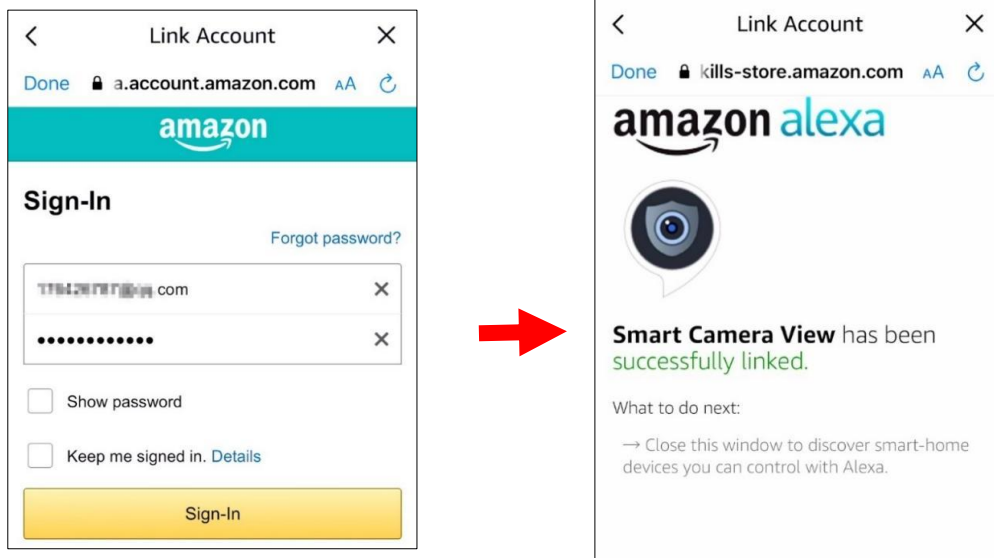 Link Account
Done a.account.amazon.com AA
amazon
Sign-In
Forgot password?
.com
••••••••••••
Show password
Keep me signed in. Details
Sign-In
Link Account
Done kills-store.amazon.com AA
amazon alexa
Smart Camera View has been
successfully linked.
What to do next:
→ Close this window to discover smart-home
devices you can control with Alexa.